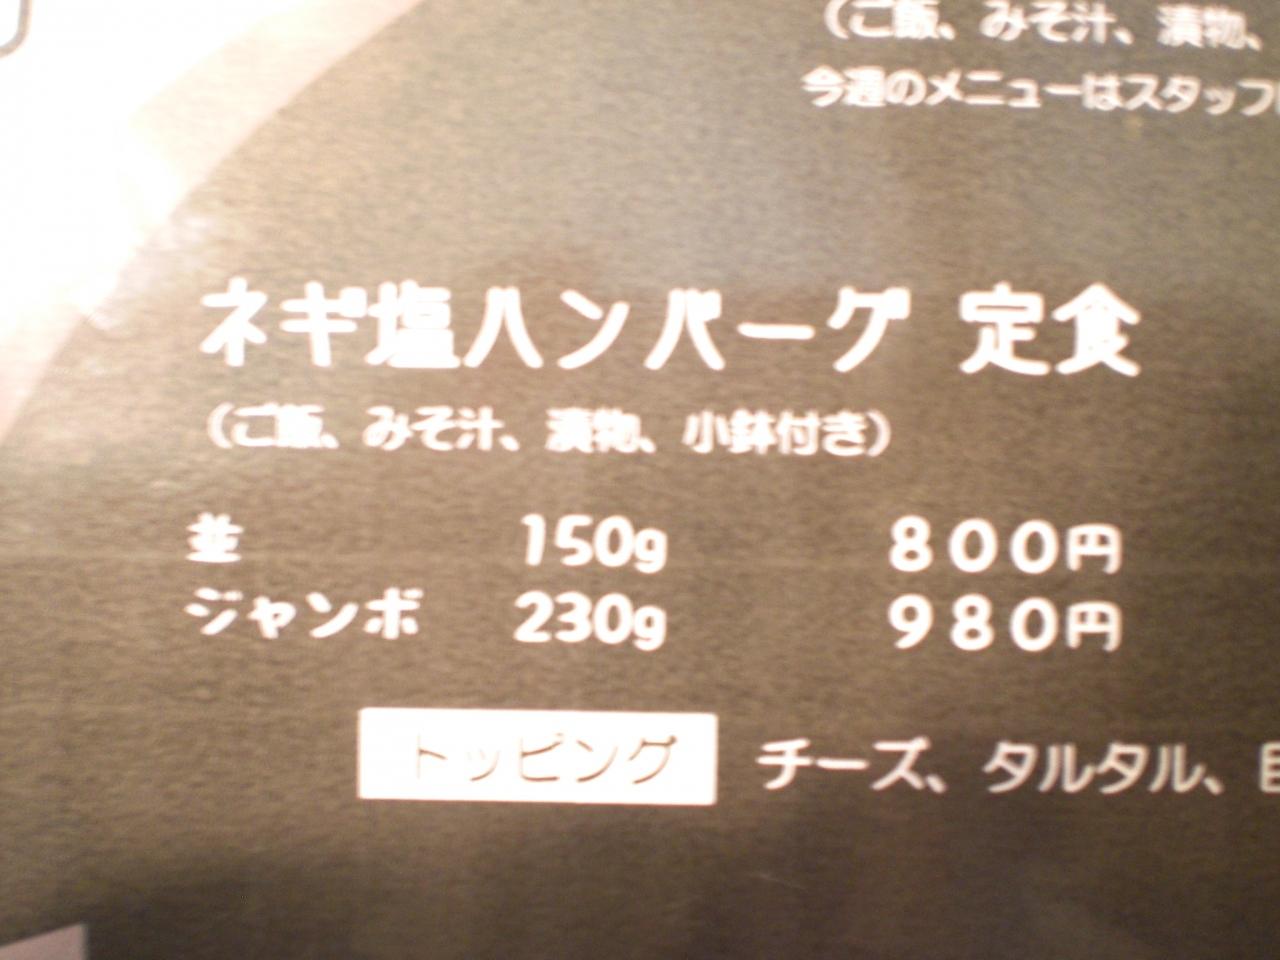 (ご飯、みそ汁、漬物、
今週のメニューはスタッフ
ネギ塩ハンバーグ 定食
(ご飯、みそ汁、漬物、小鉢付き)
並 150g 800円
ジャンボ 230g 980円
トッピング チーズ、タルタル、